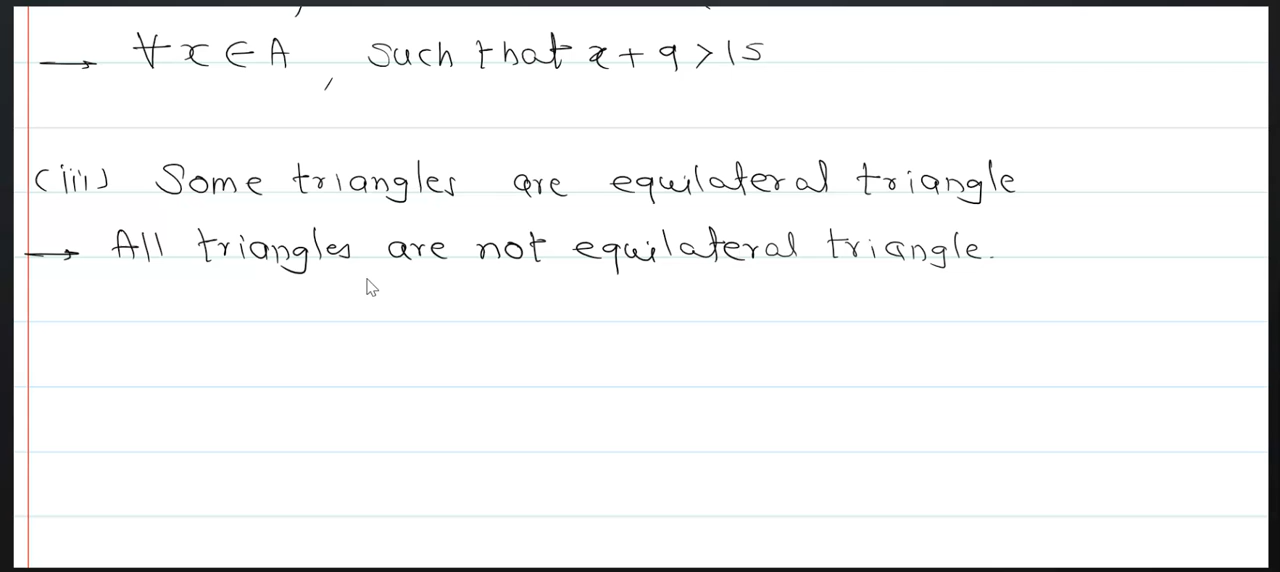 → ∀ x ∈ A, such that x + 9 > 15
(iii) Some triangles are equilateral triangle
→ All triangles are not equilateral triangle.